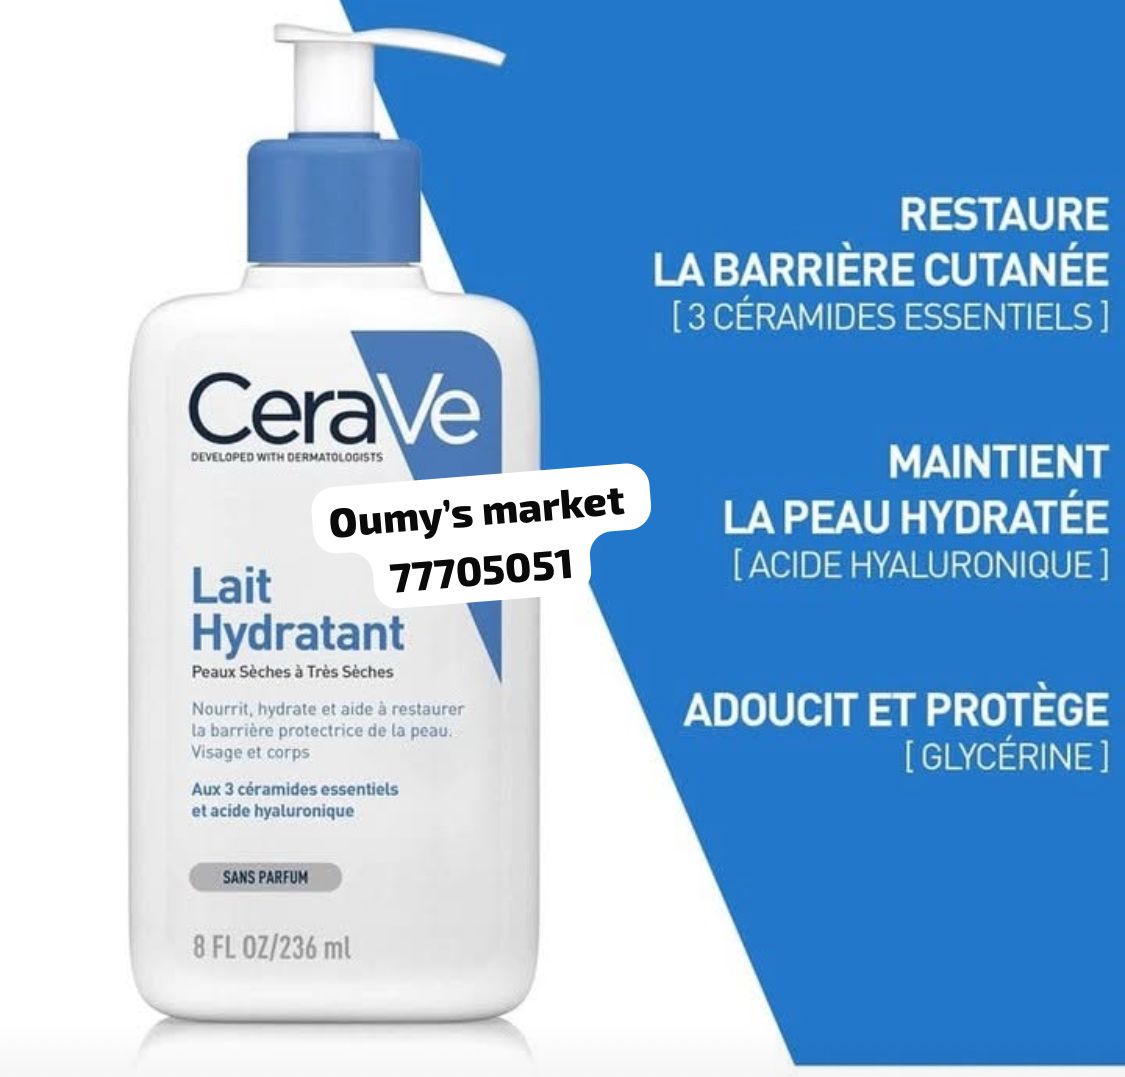 CeraVe
DEVELOPED WITH DERMATOLOGISTS
Oumy's market
77705051
Lait
Hydratant
Peaux Sèches à Très Sèches
Nourrit, hydrate et aide à restaurer
la barrière protectrice de la peau.
Visage et corps
Aux 3 céramides essentiels
et acide hyaluronique
SANS PARFUM
8 FL OZ/236 ml
RESTAURE
LA BARRIÈRE CUTANÉE
[ 3 CÉRAMIDES ESSENTIELS ]
MAINTIENT
LA PEAU HYDRATÉE
[ ACIDE HYALURONIQUE ]
ADOUCIT ET PROTÈGE
[ GLYCÉRINE ]